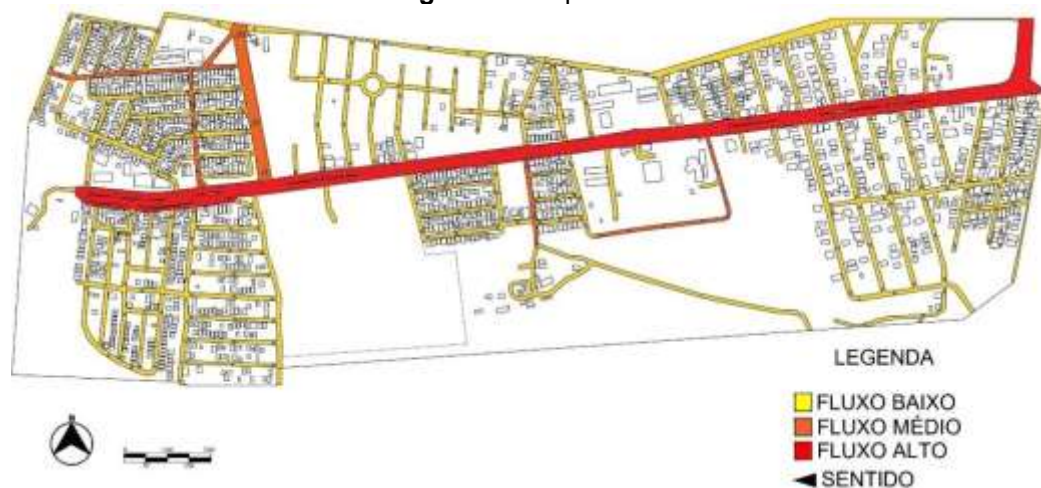 LEGENDA
FLUXO BAIXO
FLUXO MÉDIO
FLUXO ALTO
SENTIDO